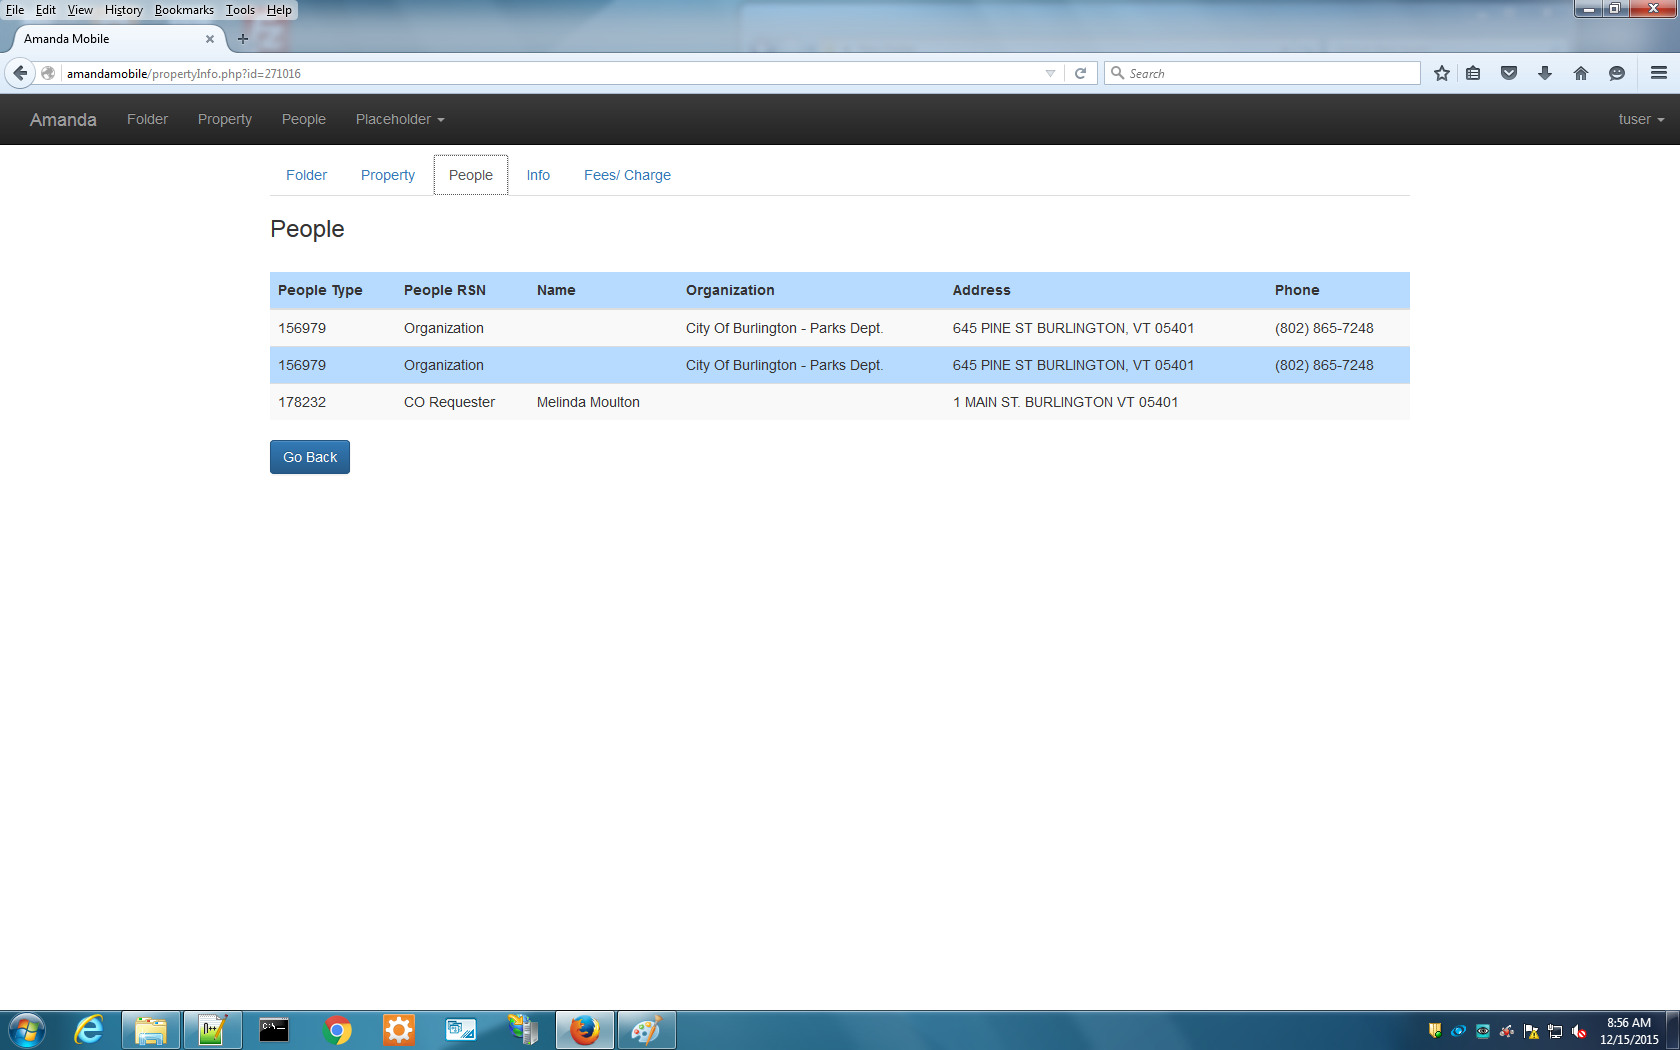 File Edit View History Bookmarks Tools Help
Amanda Mobile
amandamobile/propertyInfo.php?id=271016
Search
Amanda Folder Property People Placeholder tuser
Folder Property People Info Fees/ Charge
People
People Type People RSN Name Organization Address Phone
156979 Organization City Of Burlington - Parks Dept. 645 PINE ST BURLINGTON, VT 05401 (802) 865-7248
156979 Organization City Of Burlington - Parks Dept. 645 PINE ST BURLINGTON, VT 05401 (802) 865-7248
178232 CO Requester Melinda Moulton 1 MAIN ST. BURLINGTON VT 05401
Go Back
8:56 AM
12/15/2015